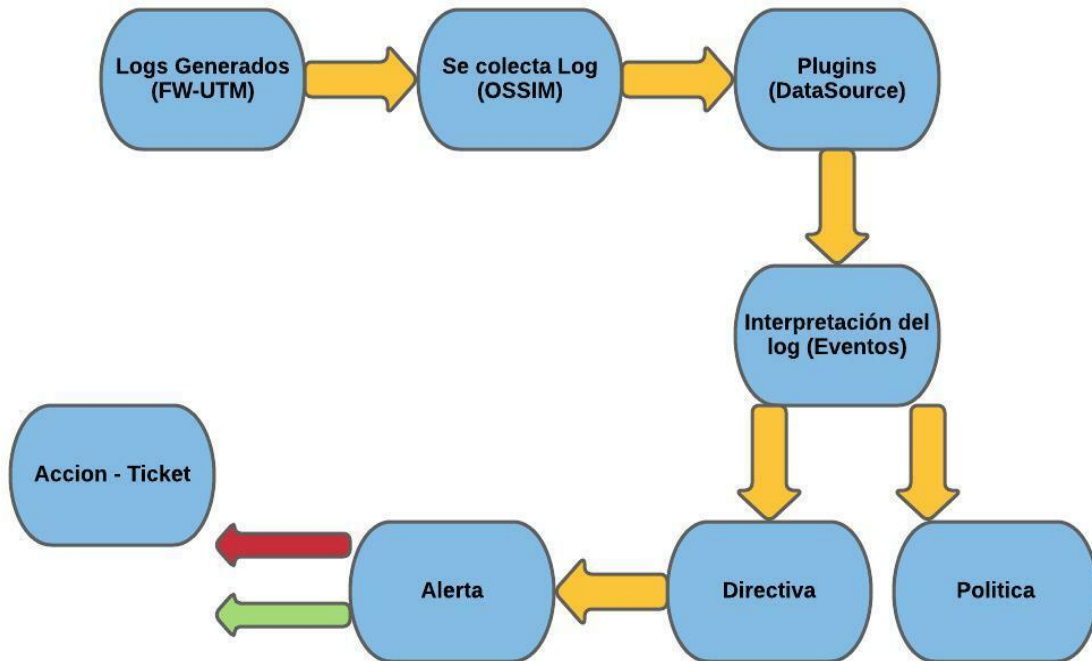 Logs Generados
(FW-UTM)
Se colecta Log
(OSSIM)
Plugins
(DataSource)
Interpretación del
log (Eventos)
Accion - Ticket
Alerta
Directiva
Politica